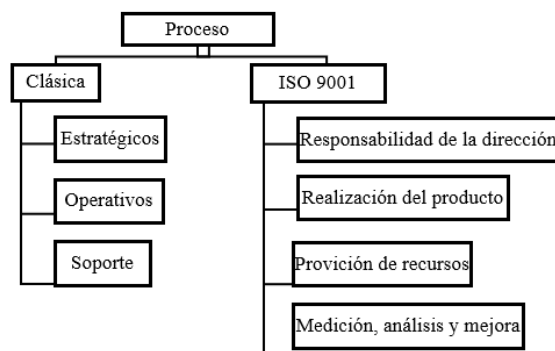 Proceso
Clásica
ISO 9001
Estratégicos
Responsabilidad de la dirección
Operativos
Realización del producto
Soporte
Provición de recursos
Medición, análisis y mejora